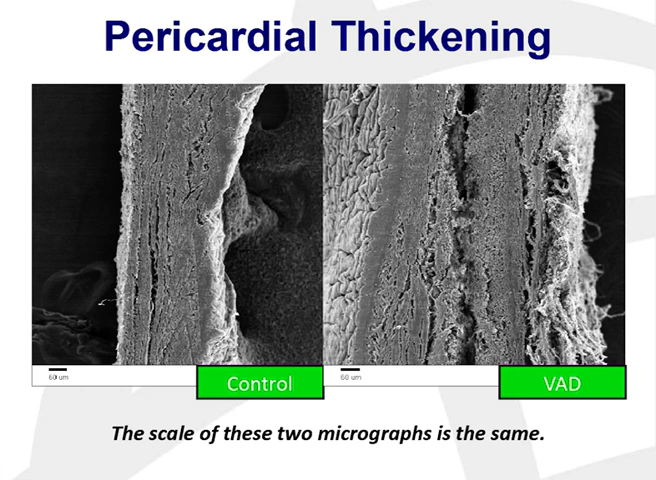 Pericardial Thickening
60 um
Control
60 um
VAD
The scale of these two micrographs is the same.